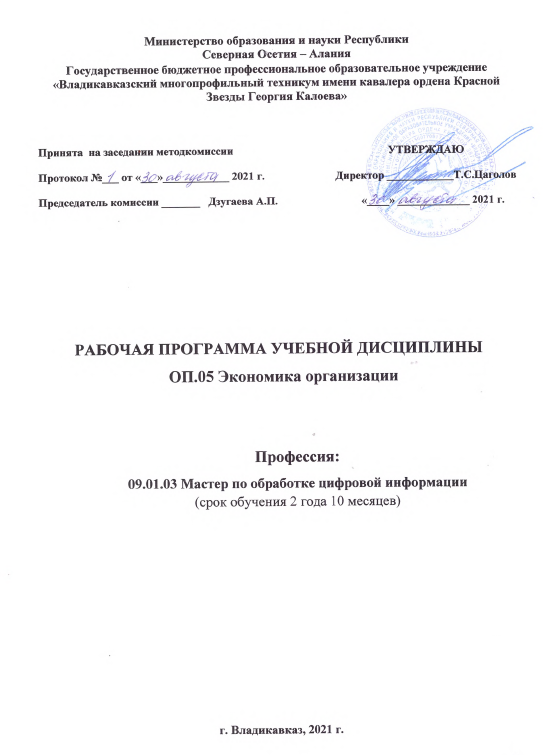 Министерство образования и науки Республики
Северная Осетия – Алания
Государственное бюджетное профессиональное образовательное учреждение
«Владикавказский многопрофильный техникум имени кавалера ордена Красной
Звезды Георгия Калоева»
Принята на заседании методкомиссии
УТВЕРЖДАЮ
Протокол № 1 от «30» августа 2021 г.
Директор ____________ Т.С.Цаголов
Председатель комиссии _______ Дзугаева А.П.
«30» августа 2021 г.
РАБОЧАЯ ПРОГРАММА УЧЕБНОЙ ДИСЦИПЛИНЫ
ОП.05 Экономика организации
Профессия:
09.01.03 Мастер по обработке цифровой информации
(срок обучения 2 года 10 месяцев)
г. Владикавказ, 2021 г.